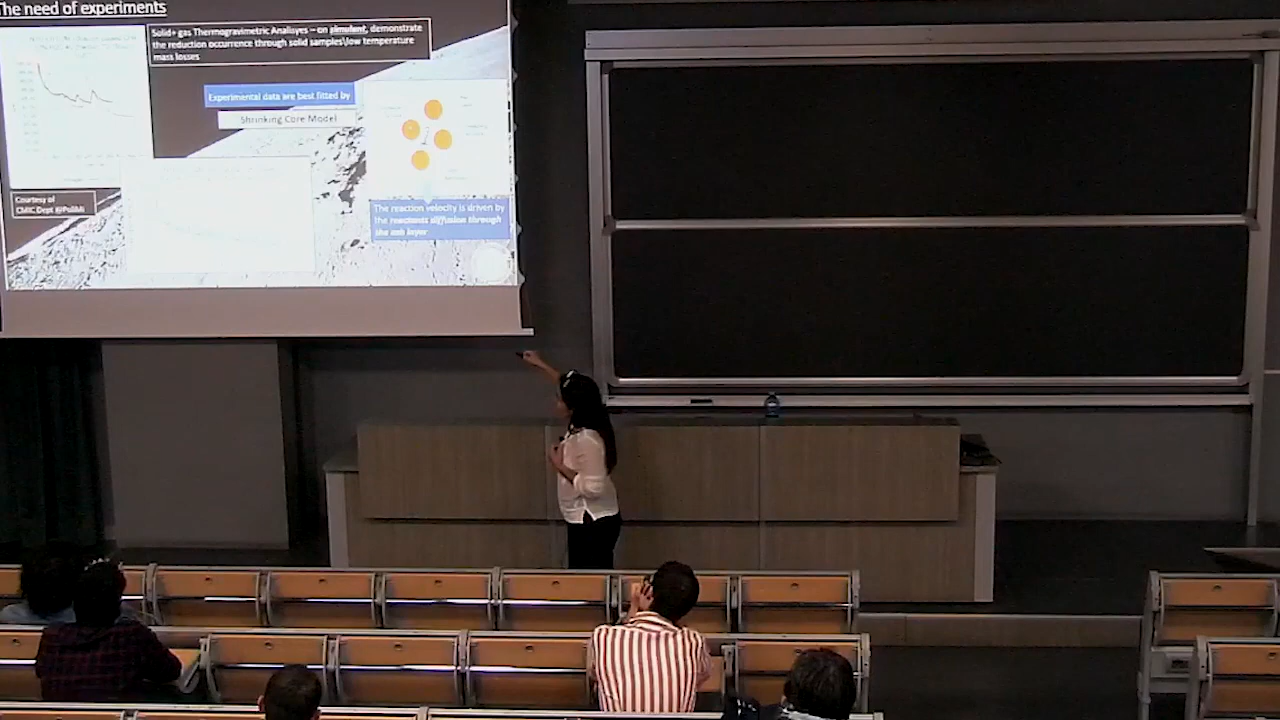 The need of experiments
Solid+ gas Thermogravimetric Analisyes – on simulant, demonstrate
the reduction occurrence through solid samples\low temperature
mass losses
Experimental data are best fitted by
Shrinking Core Model
Courtesy of
CMIC Dept @PoliMi
The reaction velocity is driven by
the reactants diffusion through
the ash layer